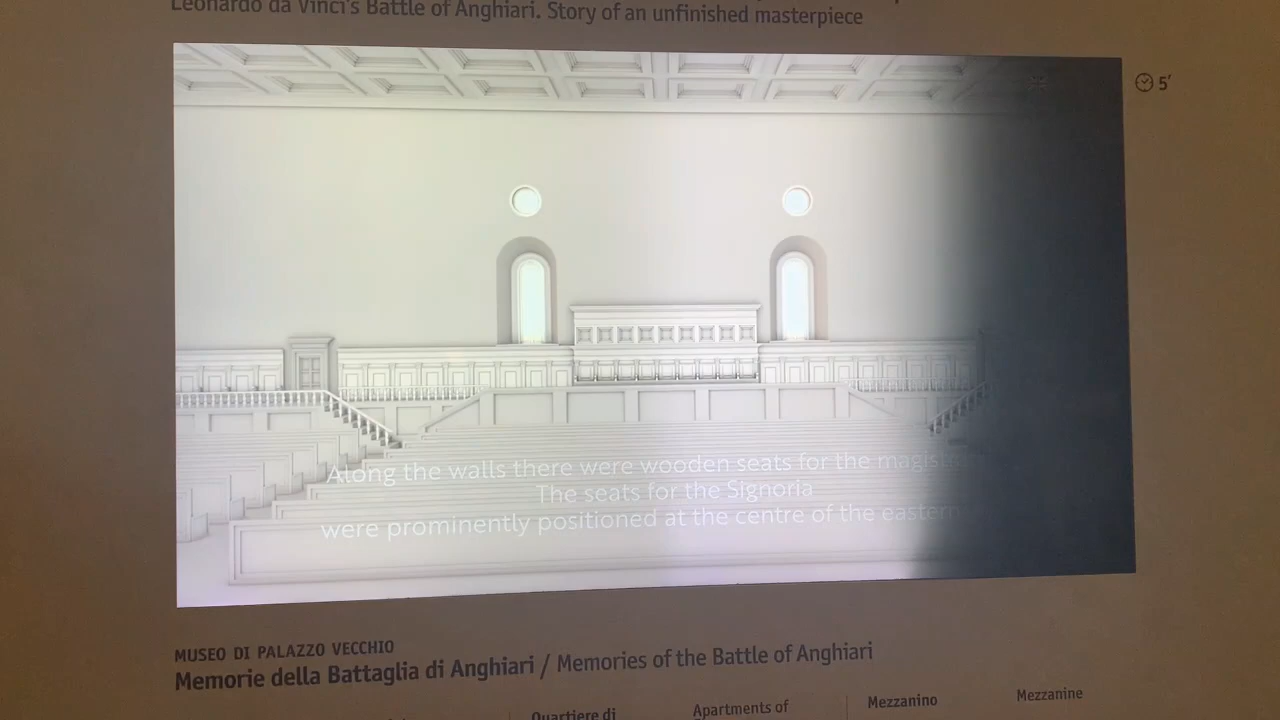 Leonardo da Vinci's Battle of Anghiari. Story of an unfinished masterpiece
5'
Along the walls there were wooden seats for the
The seats for the Signoria
were prominently positioned at the centre of the eastern
MUSEO DI PALAZZO VECCHIO
Memorie della Battaglia di Anghiari / Memories of the Battle of Anghiari
Quartiere di
Apartments of
Mezzanino
Mezzanine